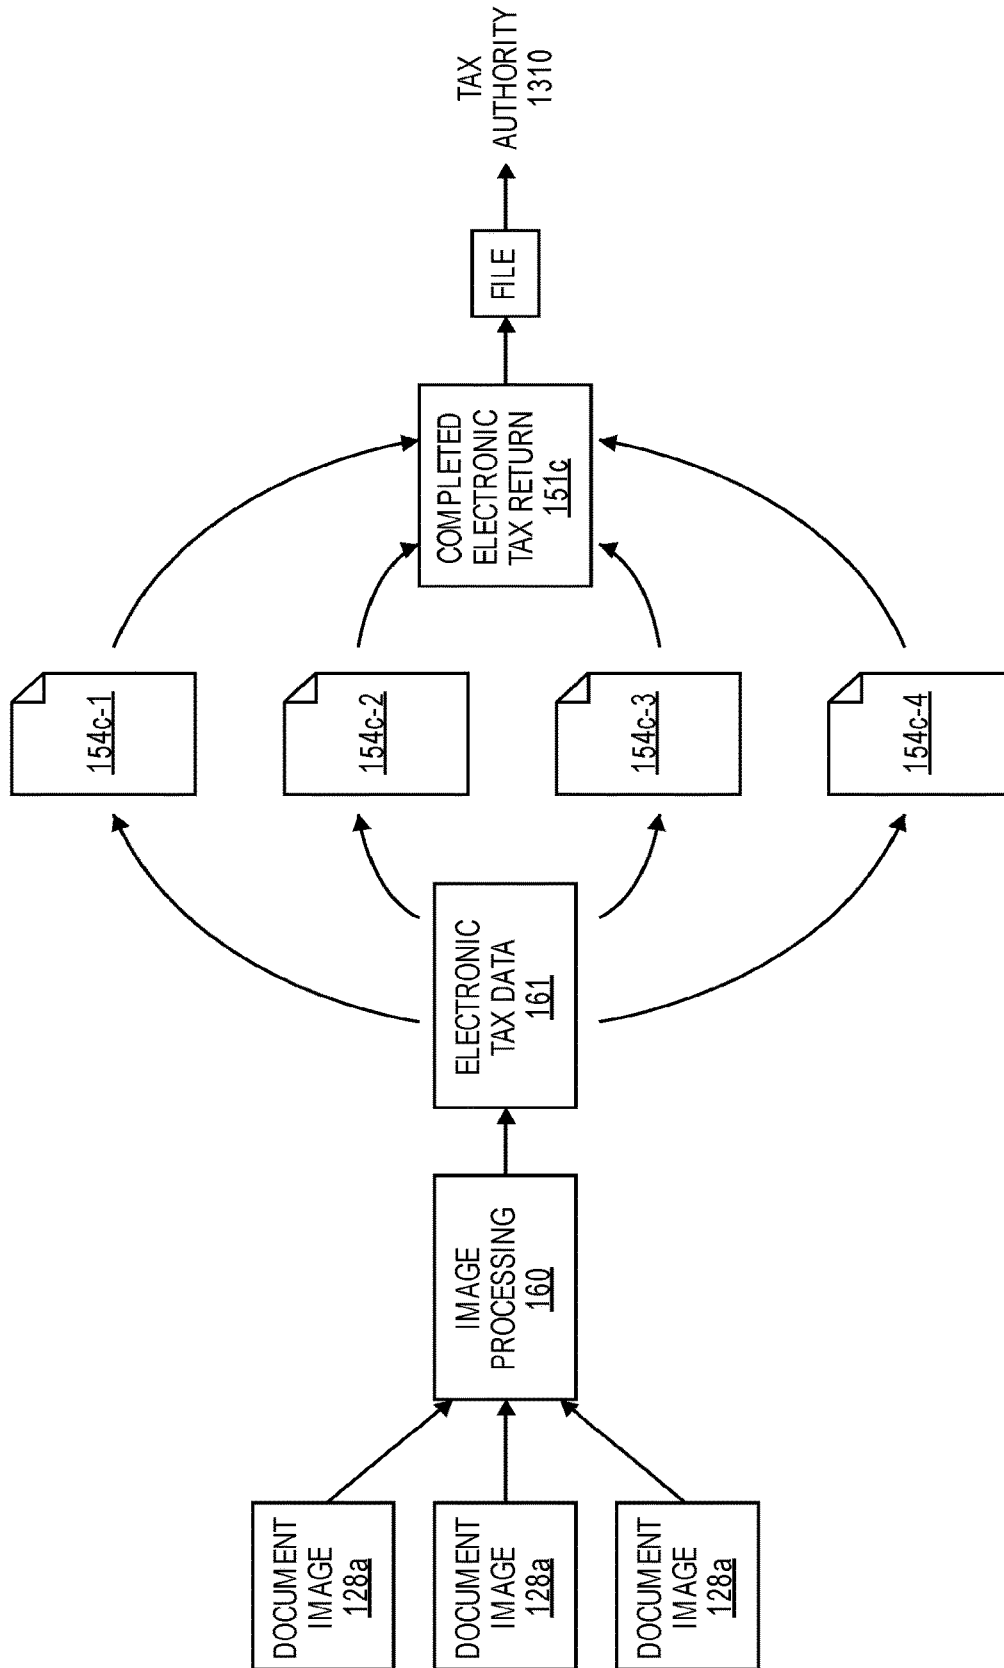 DOCUMENT
IMAGE
128a
DOCUMENT
IMAGE
128a
DOCUMENT
IMAGE
128a
IMAGE
PROCESSING
160
ELECTRONIC
TAX DATA
161
154c-1
154c-2
154c-3
154c-4
COMPLETED
ELECTRONIC
TAX RETURN
151c
FILE
TAX
AUTHORITY
1310